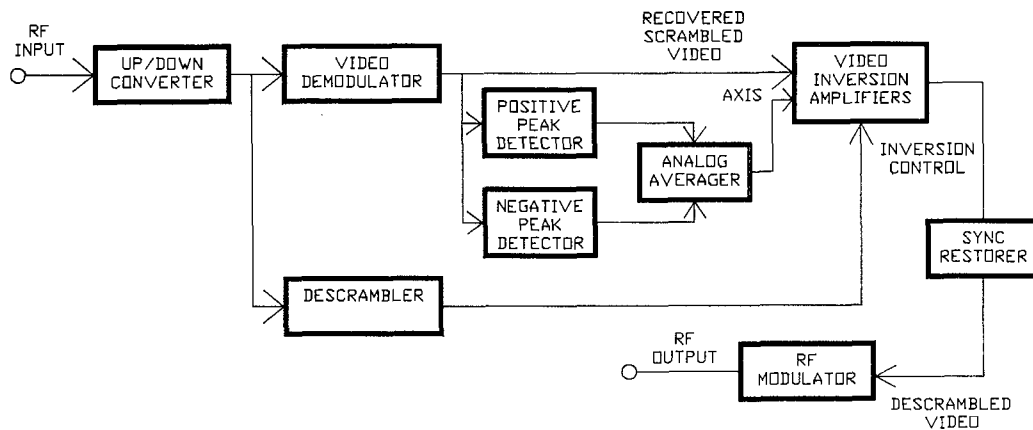 RF
INPUT
UP/DOWN
CONVERTER
VIDEO
DEMODULATOR
RECOVERED
SCRAMBLED
VIDEO
AXIS
VIDEO
INVERSION
AMPLIFIERS
POSITIVE
PEAK
DETECTOR
ANALOG
AVERAGER
INVERSION
CONTROL
NEGATIVE
PEAK
DETECTOR
SYNC
RESTORER
DESCRAMBLER
RF
OUTPUT
RF
MODULATOR
DESCRAMBLED
VIDEO